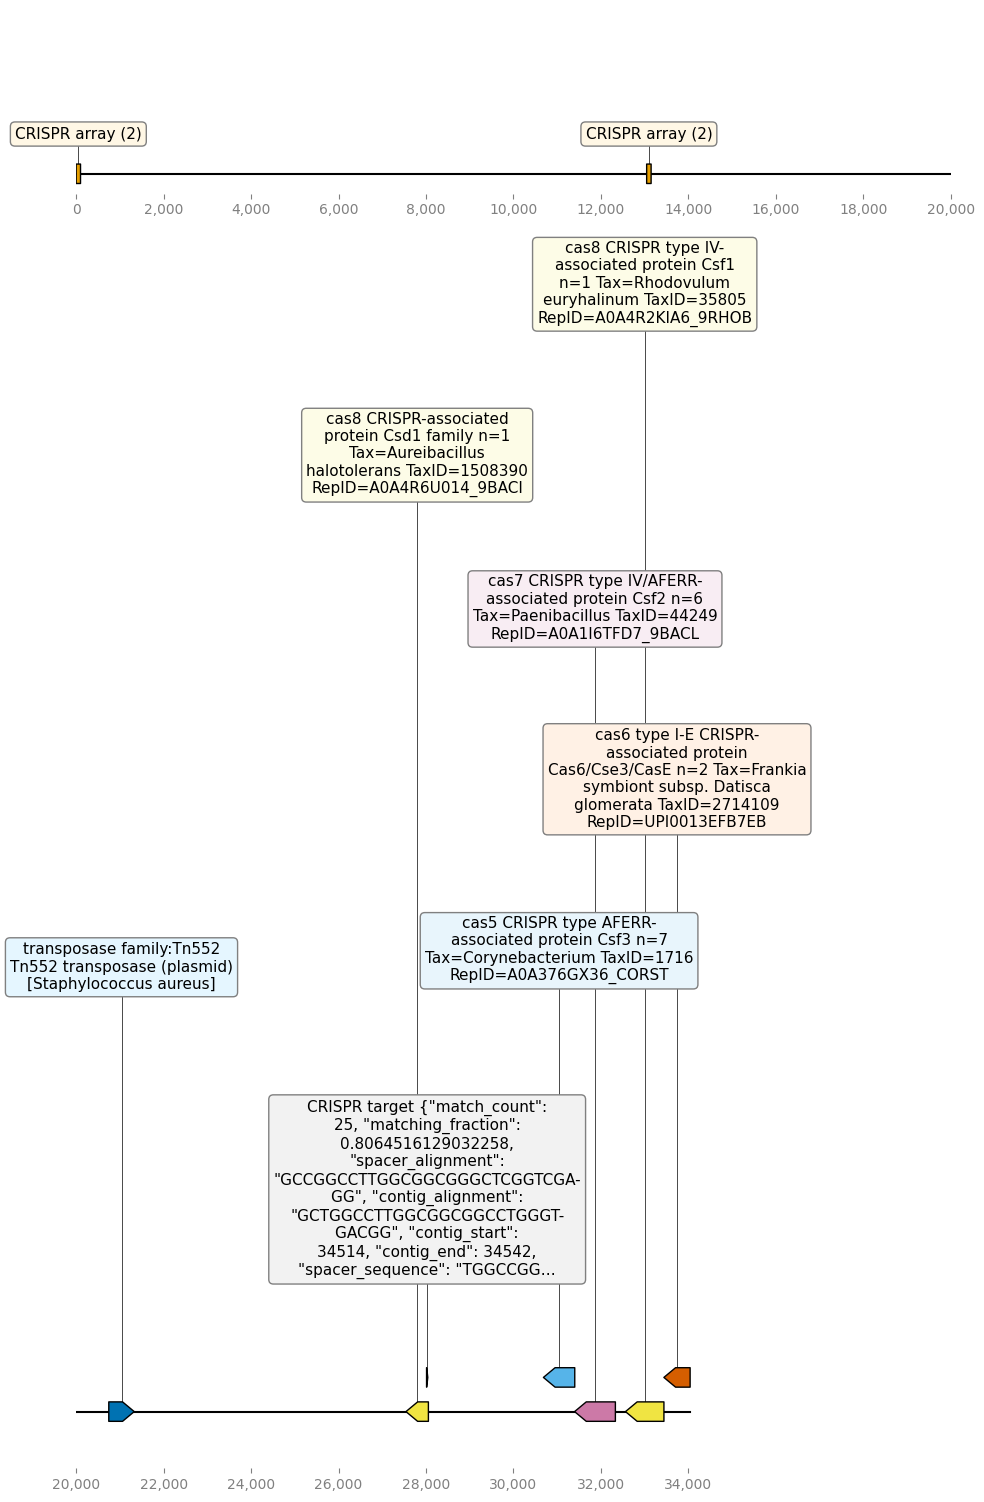 CRISPR array (2)
CRISPR array (2)
0
2,000
4,000
6,000
8,000
10,000
12,000
14,000
16,000
18,000
20,000
cas8 CRISPR type IV-
associated protein Csf1
n=1 Tax=Rhodovulum
euryhalinum TaxID=35805
RepID=A0A4R2KIA6_9RHOB
cas8 CRISPR-associated
protein Csd1 family n=1
Tax=Aureibacillus
halotolerans TaxID=1508390
RepID=A0A4R6U014_9BACI
cas7 CRISPR type IV/AFERR-
associated protein Csf2 n=6
Tax=Paenibacillus TaxID=44249
RepID=A0A1I6TFD7_9BACL
cas6 type I-E CRISPR-
associated protein
Cas6/Cse3/CasE n=2 Tax=Frankia
symbiont subsp. Datisca
glomerata TaxID=2714109
RepID=UPI0013EFB7EB
cas5 CRISPR type AFERR-
associated protein Csf3 n=7
Tax=Corynebacterium TaxID=1716
RepID=A0A376GX36_CORST
transposase family:Tn552
Tn552 transposase (plasmid)
[Staphylococcus aureus]
CRISPR target {"match_count":
25, "matching_fraction":
0.8064516129032258,
"spacer_alignment":
"GCCGGCCTTGGCGGCGGGCTCGGTCGA-
GG", "contig_alignment":
"GCTGGCCTTGGCGGCGGCCTGGGT-
GACGG", "contig_start":
34514, "contig_end": 34542,
"spacer_sequence": "TGGCCGG...
20,000
22,000
24,000
26,000
28,000
30,000
32,000
34,000